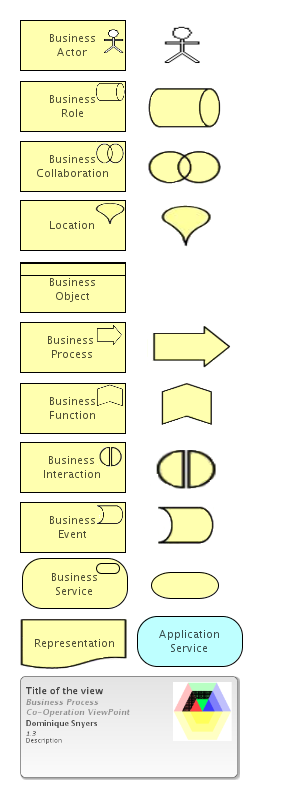 Business
Actor
Business
Role
Business
Collaboration
Location
Business
Object
Business
Process
Business
Function
Business
Interaction
Business
Event
Business
Service
Representation
Application
Service
Title of the view
Business Process
Co-Operation ViewPoint
Dominique Snyers
1.3
Description